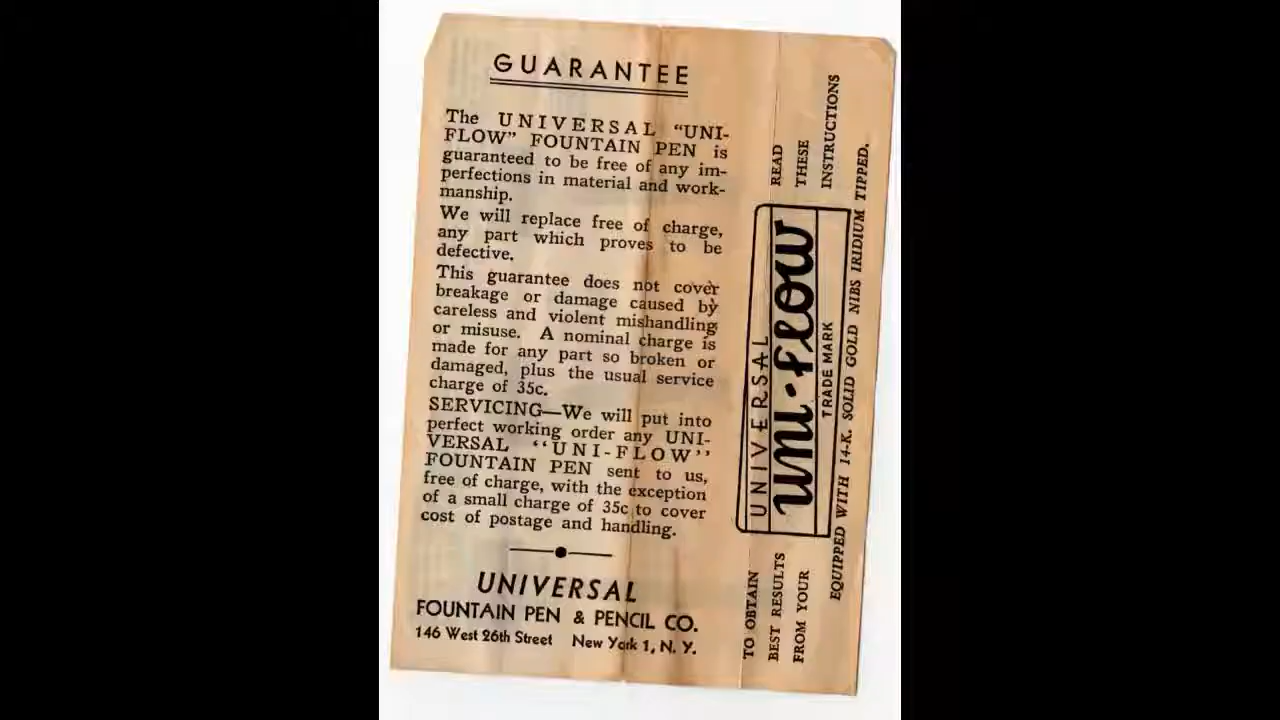 GUARANTEE
The UNIVERSAL “UNI-
FLOW” FOUNTAIN PEN is
guaranteed to be free of any im-
perfections in material and work-
manship.
We will replace free of charge,
any part which proves to be
defective.
This guarantee does not cover
breakage or damage caused by
careless and violent mishandling
or misuse. A nominal charge is
made for any part so broken or
damaged, plus the usual service
charge of 35c.
SERVICING—We will put into
perfect working order any UNI-
VERSAL “UNI-FLOW”
FOUNTAIN PEN sent to us,
free of charge, with the exception
of a small charge of 35c to cover
cost of postage and handling.
UNIVERSAL
FOUNTAIN PEN & PENCIL CO.
146 West 26th Street New York 1, N. Y.
TO OBTAIN
BEST RESULTS
FROM YOUR
UNIVERSAL
uni-flow
TRADE MARK
READ
THESE
INSTRUCTIONS
EQUIPPED WITH 14-K. SOLID GOLD NIBS IRIDIUM TIPPED.